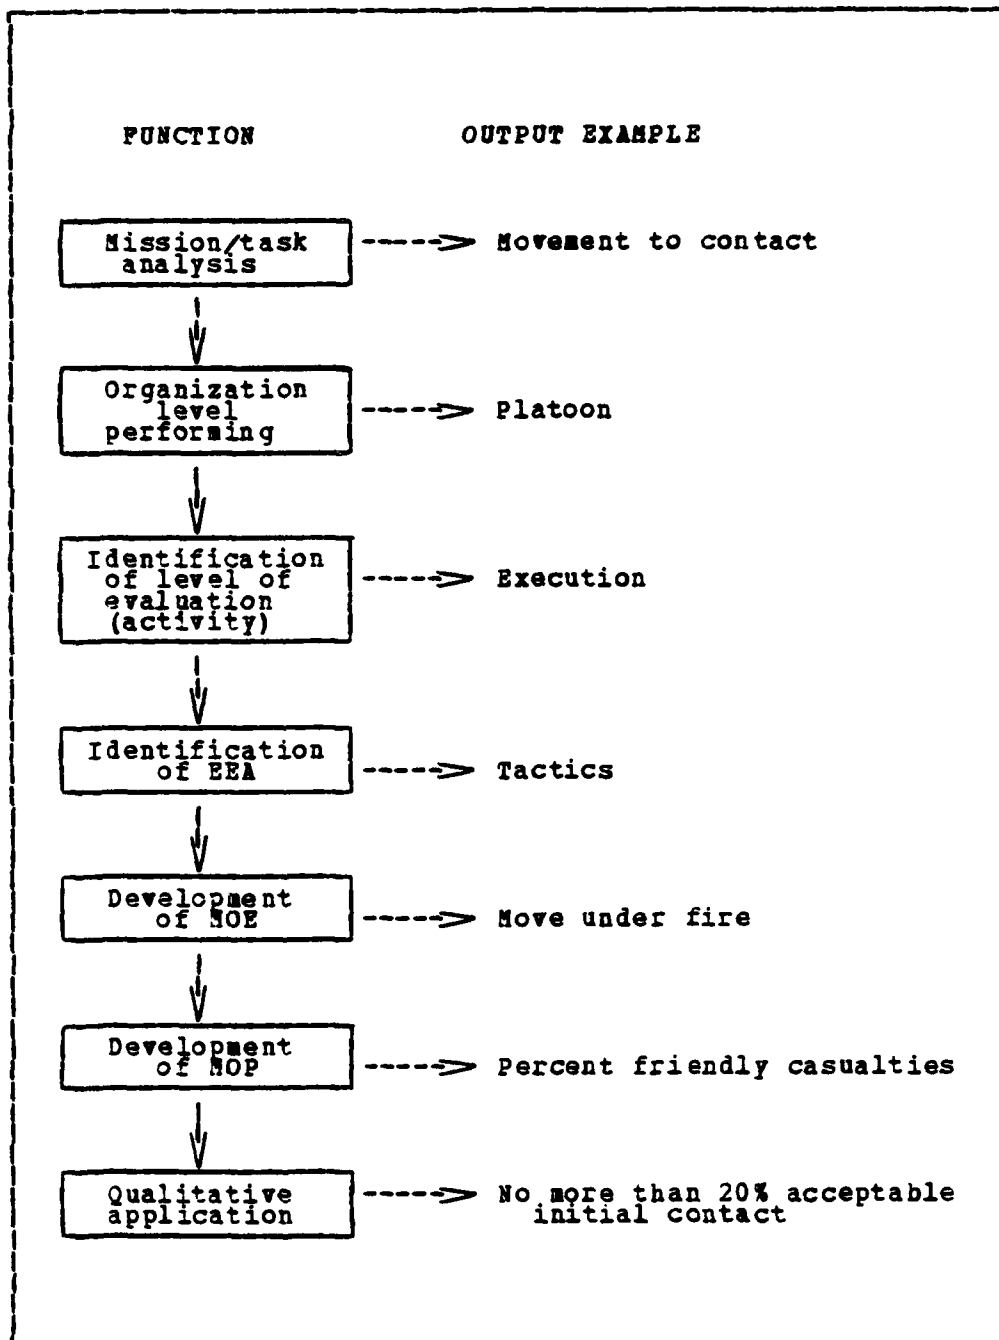 FUNCTION OUTPUT EXAMPLE
Mission/task
analysis
Movement to contact
Organization
level
performing
Platoon
Identification
of level of
evaluation
(activity)
Execution
Identification
of EEA
Tactics
Development
of MOE
Move under fire
Development
of MOP
Percent friendly casualties
Qualitative
application
No more than 20% acceptable
initial contact